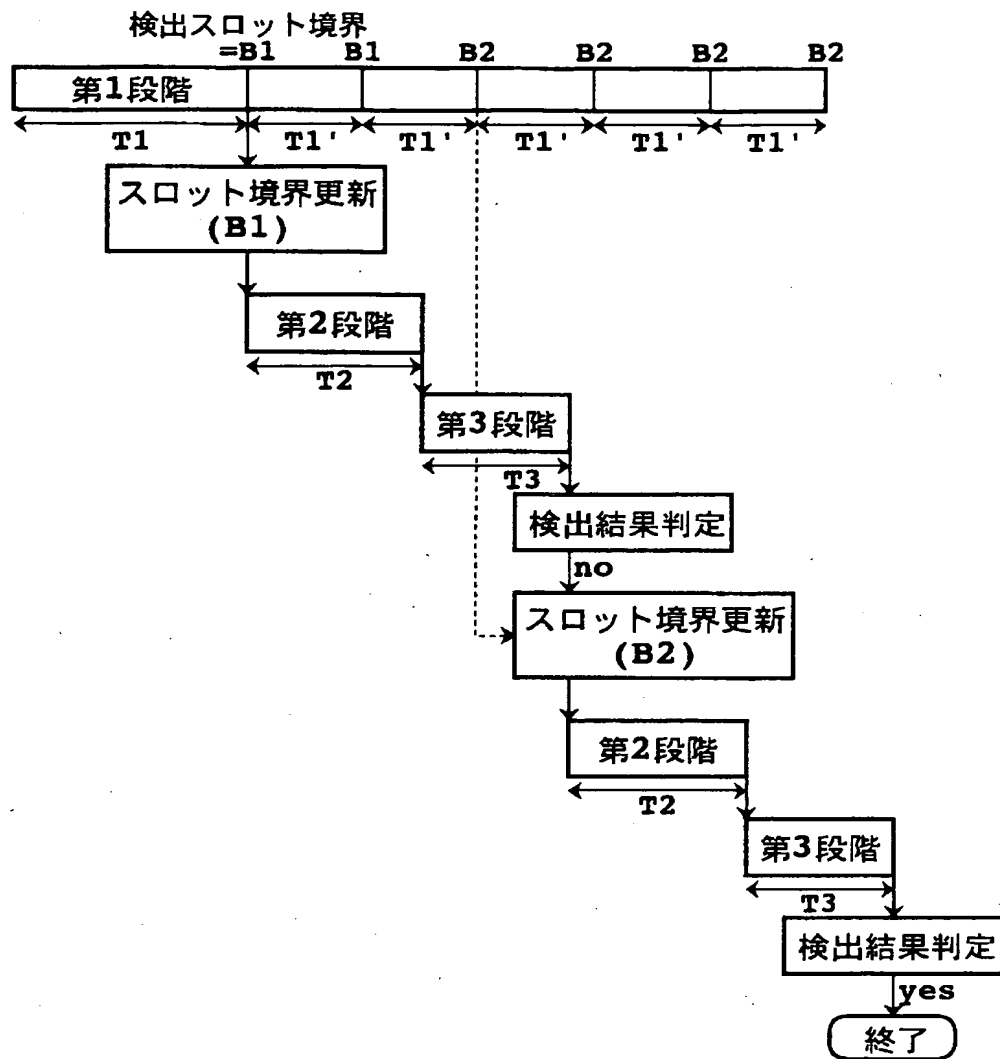 検出スロット境界
=B1 B1 B2 B2 B2 B2
第1段階
T1 T1' T1' T1' T1' T1'
スロット境界更新
(B1)
第2段階
T2
第3段階
T3
検出結果判定
no
スロット境界更新
(B2)
第2段階
T2
第3段階
T3
検出結果判定
yes
終了